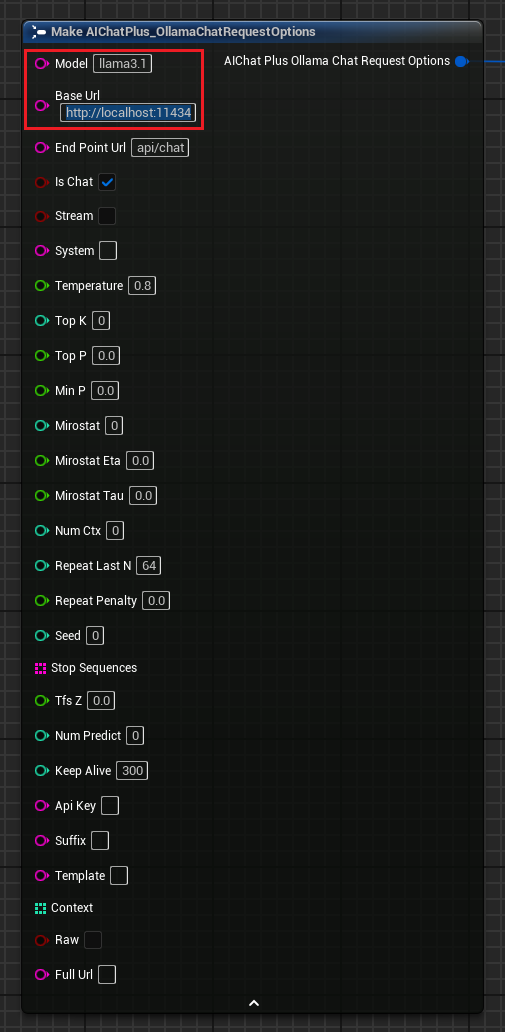 Make AIChatPlus_OllamaChatRequestOptions
Model llama3.1 AIChat Plus Ollama Chat Request Options
Base Url
http://localhost:11434
End Point Url api/chat
Is Chat
Stream
System
Temperature 0.8
Top K 0
Top P 0.0
Min P 0.0
Mirostat 0
Mirostat Eta 0.0
Mirostat Tau 0.0
Num Ctx 0
Repeat Last N 64
Repeat Penalty 0.0
Seed 0
Stop Sequences
Tfs Z 0.0
Num Predict 0
Keep Alive 300
Api Key
Suffix
Template
Context
Raw
Full Url